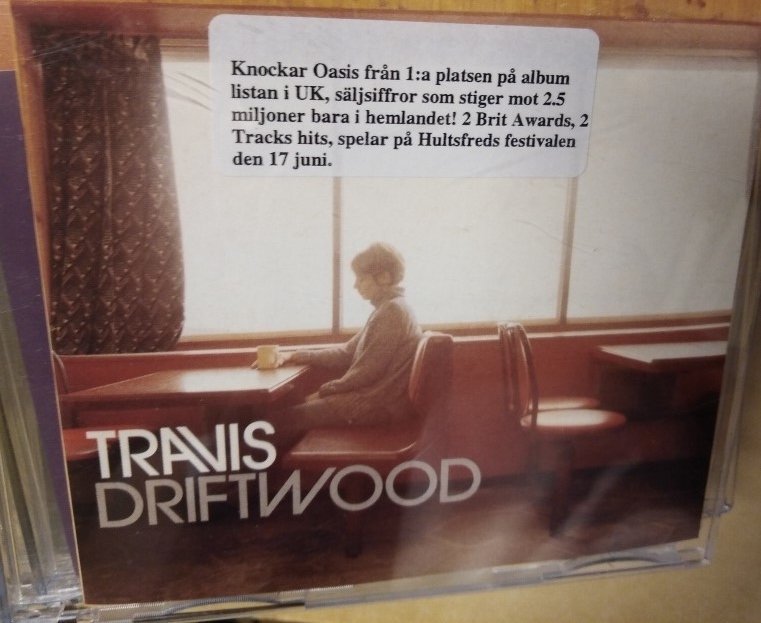 Knockar Oasis från 1:a platsen på album
listan i UK, säljsiffror som stiger mot 2.5
miljoner bara i hemlandet! 2 Brit Awards, 2
Tracks hits, spelar på Hultsfreds festivalen
den 17 juni.
TRAVIS
DRIFTWOOD